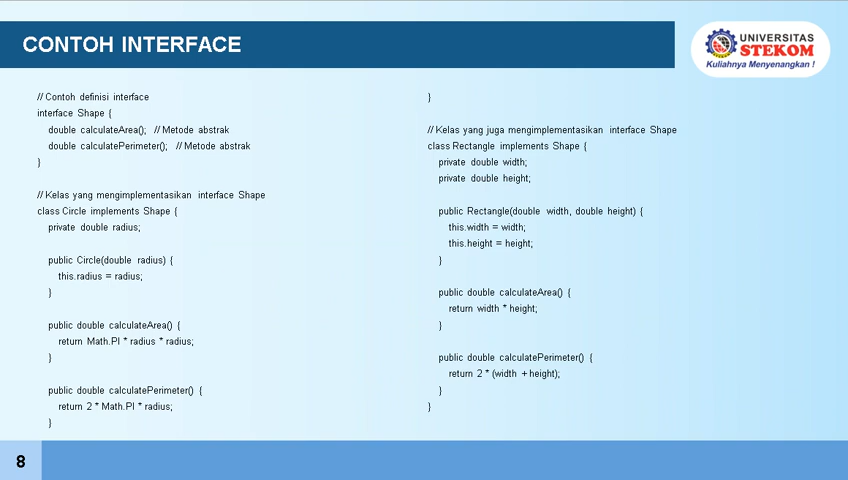 CONTOH INTERFACE
UNIVERSITAS
STEKOM
Kuliahnya Menyenangkan !
// Contoh definisi interface
interface Shape {
double calculateArea(); // Metode abstrak
double calculatePerimeter(); // Metode abstrak
}
// Kelas yang mengimplementasikan interface Shape
class Circle implements Shape {
private double radius;
public Circle(double radius) {
this.radius = radius;
}
public double calculateArea() {
return Math.PI * radius * radius;
}
public double calculatePerimeter() {
return 2 * Math.PI * radius;
}
}
// Kelas yang juga mengimplementasikan interface Shape
class Rectangle implements Shape {
private double width;
private double height;
public Rectangle(double width, double height) {
this.width = width;
this.height = height;
}
public double calculateArea() {
return width * height;
}
public double calculatePerimeter() {
return 2 * (width + height);
}
}
8